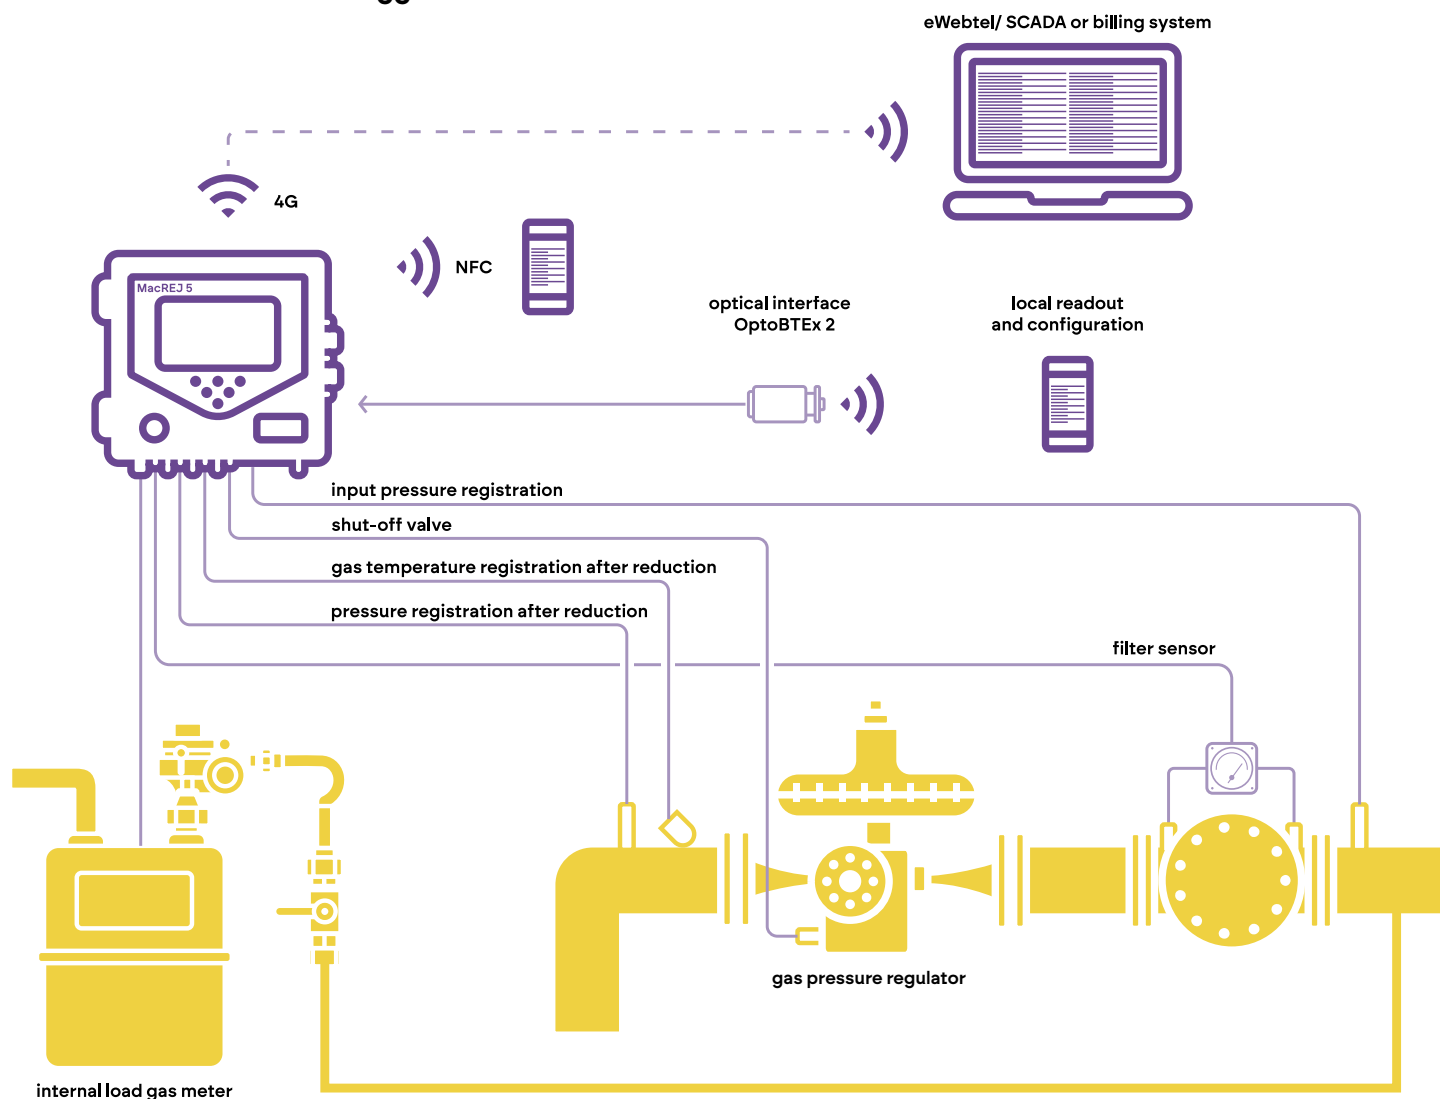 eWebtel/ SCADA or billing system
4G
NFC
MacREJ 5
optical interface
OptoBTEx 2
local readout
and configuration
input pressure registration
shut-off valve
gas temperature registration after reduction
pressure registration after reduction
filter sensor
gas pressure regulator
internal load gas meter